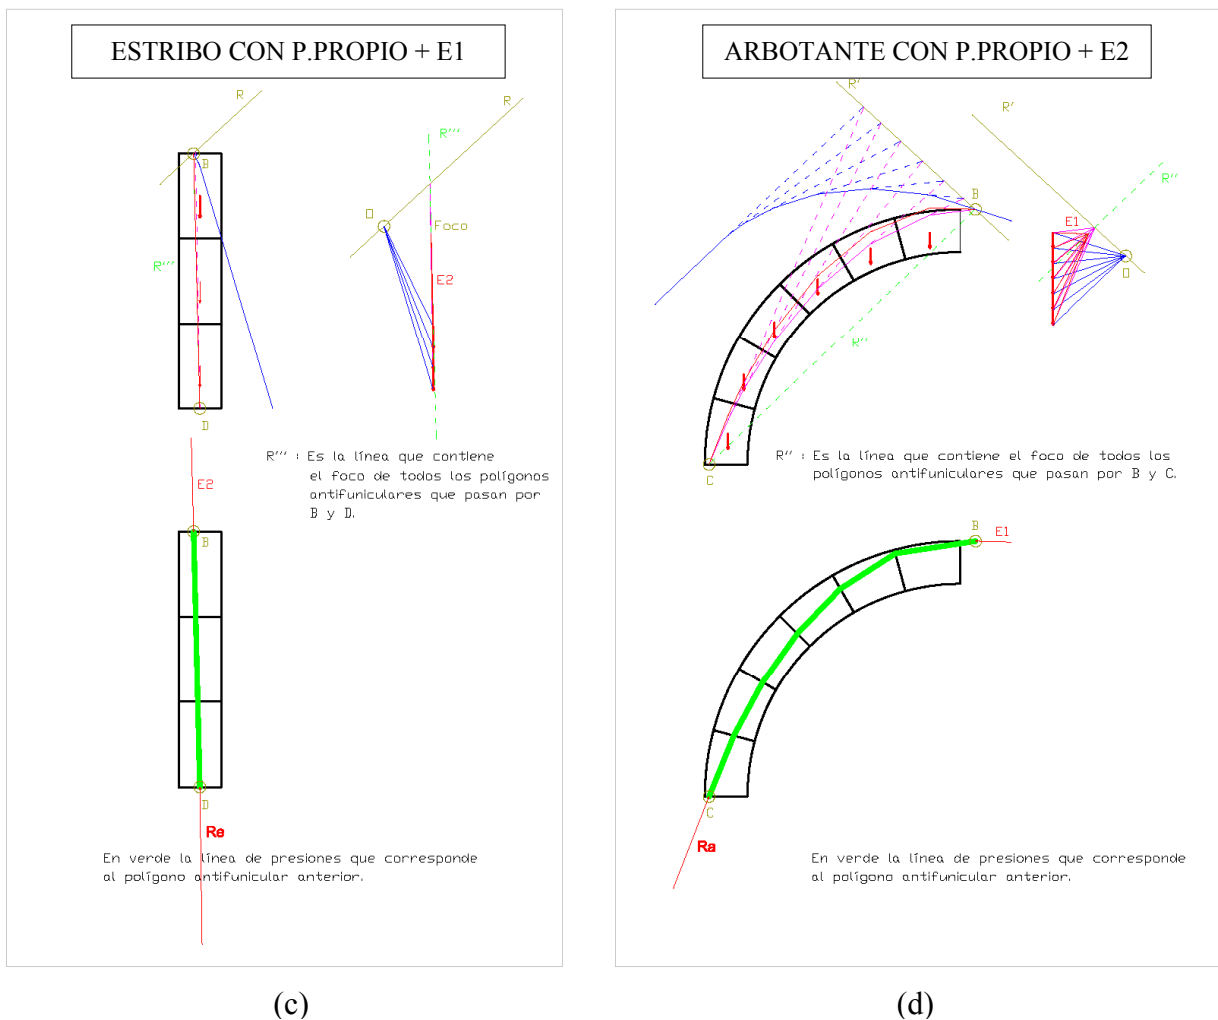 ESTRIBO CON P.PROPIO + E1
R
R
R'''
B
O
Foco
R'''
E2
D
R''' : Es la línea que contiene
el foco de todos los polígonos
antifuniculares que pasan por
B y D.
E2
B
D
Re
En verde la línea de presiones que corresponde
al polígono antifunicular anterior.
(c)
ARBOTANTE CON P.PROPIO + E2
R'
R'
R''
B
E1
O
R''
C
R'' : Es la línea que contiene el foco de todos los
polígonos antifuniculares que pasan por B y C.
B
E1
C
Ra
En verde la línea de presiones que corresponde
al polígono antifunicular anterior.
(d)